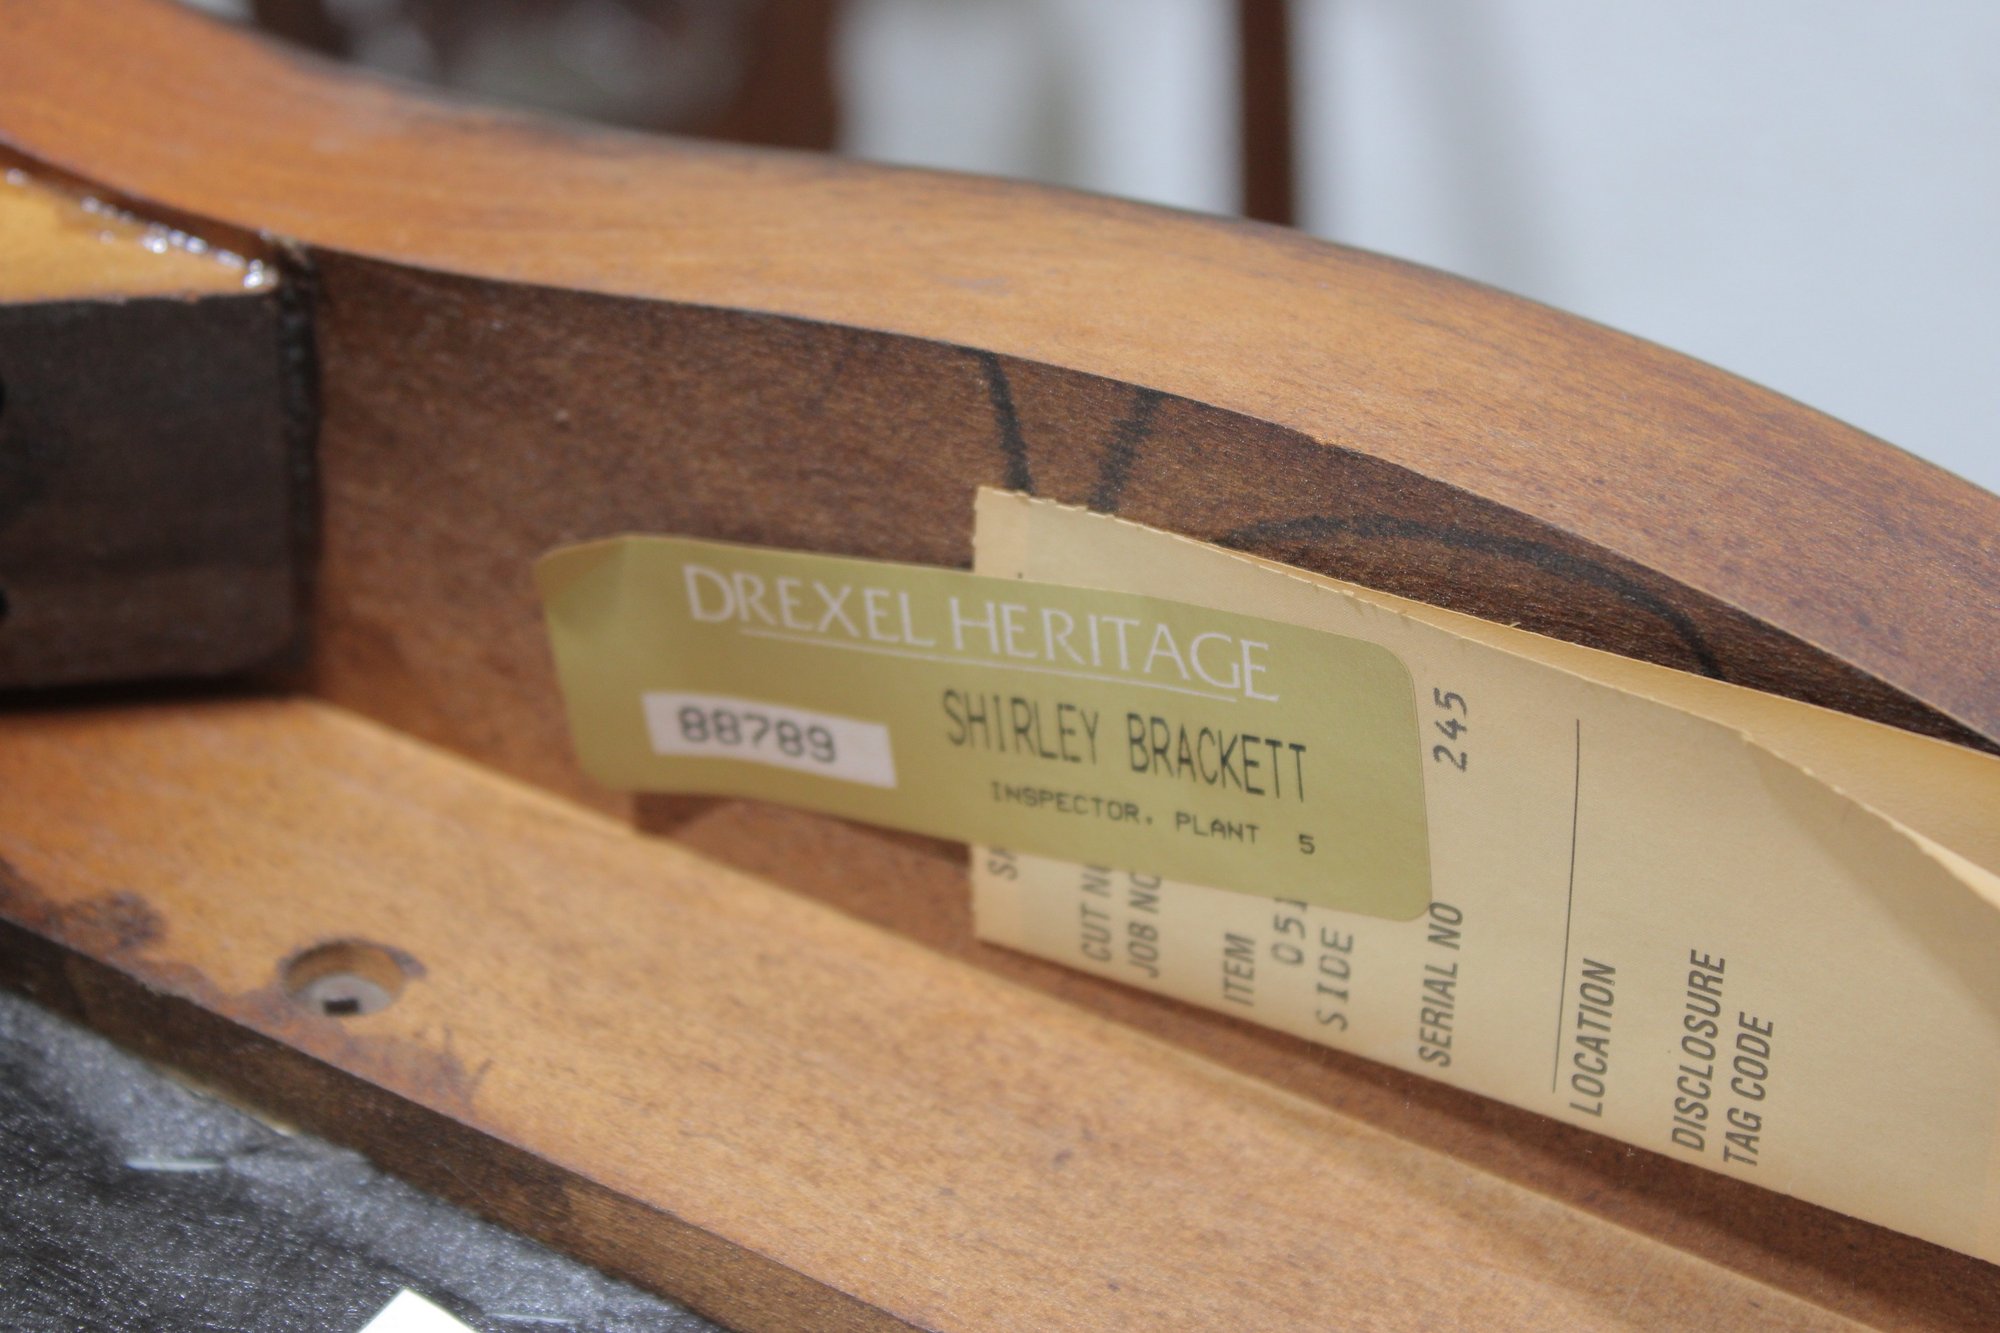 DREXEL HERITAGE
88789
SHIRLEY BRACKETT
INSPECTOR, PLANT 5
CUT NO
JOB NO
ITEM
051
SIDE
SERIAL NO 245
LOCATION
DISCLOSURE
TAG CODE